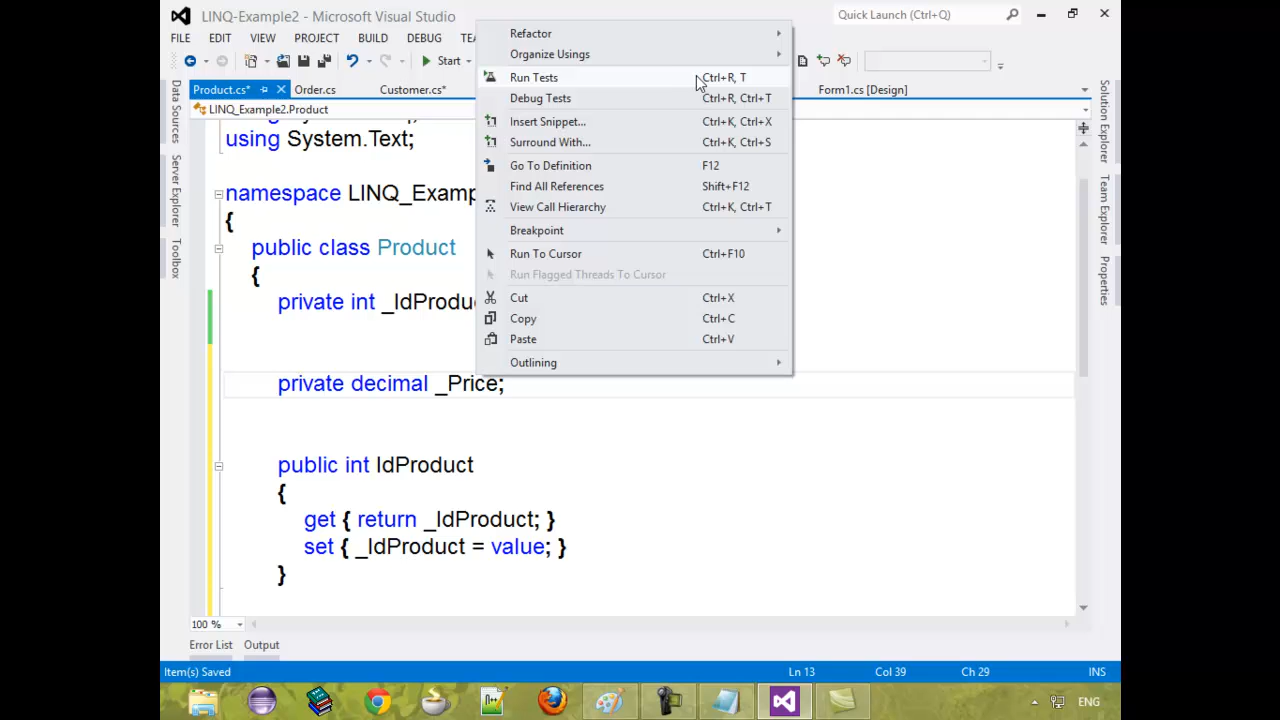 LINQ-Example2 - Microsoft Visual Studio
Quick Launch (Ctrl+Q)
FILE EDIT VIEW PROJECT BUILD DEBUG
Start
Product.cs* Order.cs Customer.cs* Form1.cs [Design]
LINQ_Example2.Product
Data Sources
Server Explorer
Toolbox
using System.Text;
namespace LINQ_Examp
{
public class Product
{
private int _IdProduc
private decimal _Price;
public int IdProduct
{
get { return _IdProduct; }
set { _IdProduct = value; }
}
Refactor
Organize Usings
Run Tests Ctrl+R, T
Debug Tests Ctrl+R, Ctrl+T
Insert Snippet... Ctrl+K, Ctrl+X
Surround With... Ctrl+K, Ctrl+S
Go To Definition F12
Find All References Shift+F12
View Call Hierarchy Ctrl+K, Ctrl+T
Breakpoint
Run To Cursor Ctrl+F10
Run Flagged Threads To Cursor
Cut Ctrl+X
Copy Ctrl+C
Paste Ctrl+V
Outlining
Solution Explorer
Team Explorer
Properties
100 %
Error List Output
Item(s) Saved Ln 13 Col 39 Ch 29 INS
ENG